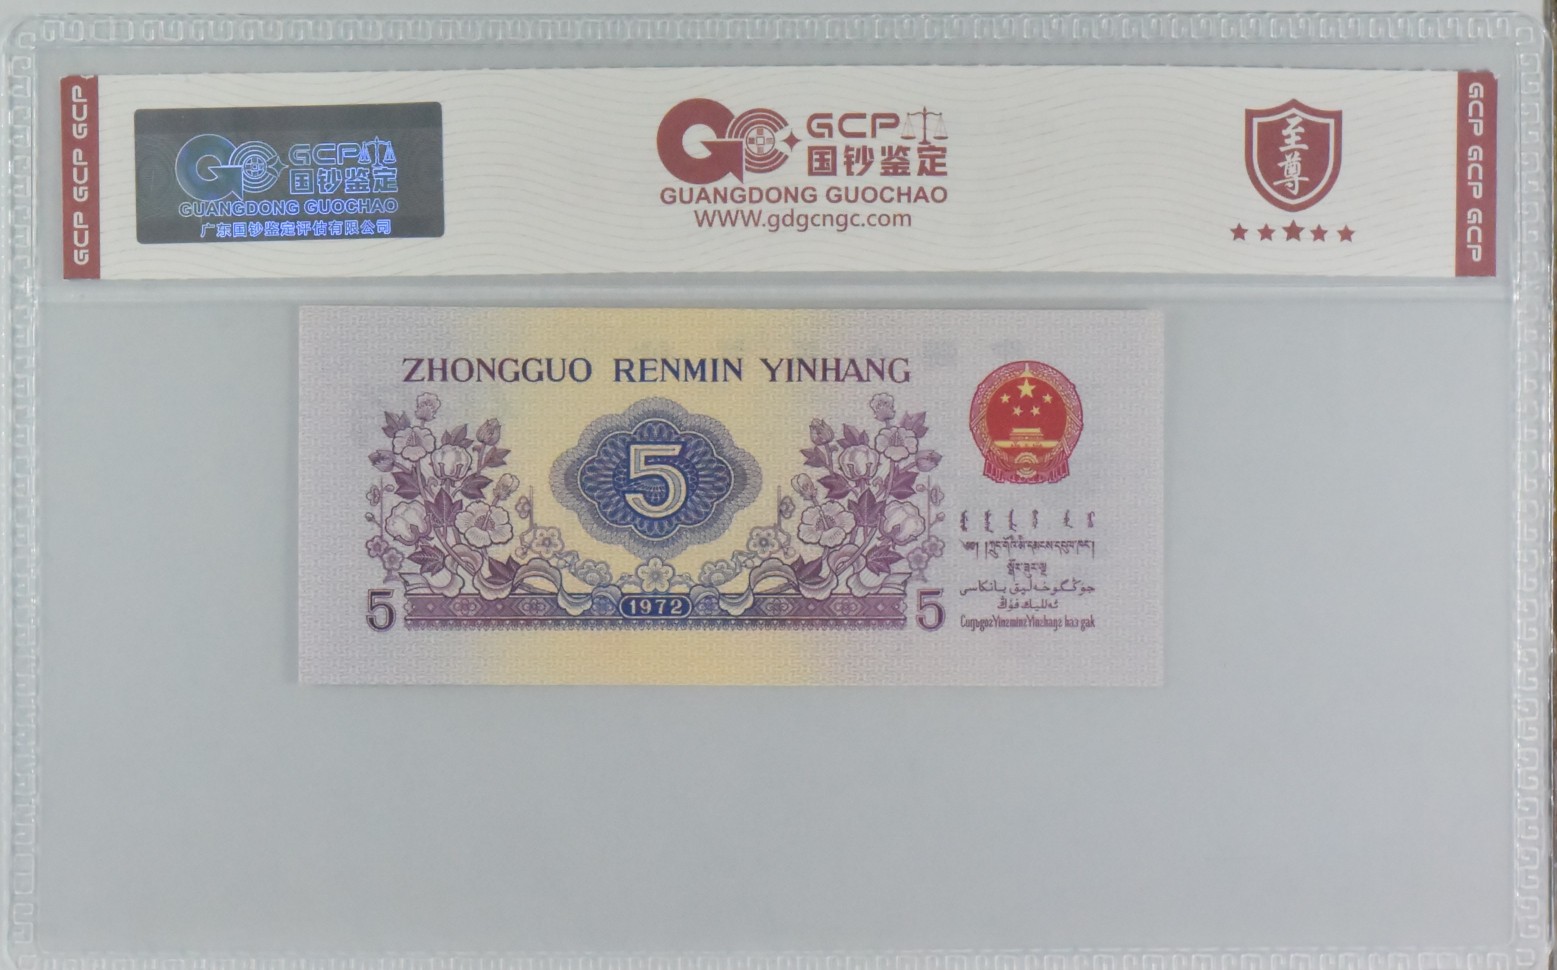 GCP GCP GCP
GCP
国钞鉴定
GUANGDONG GUOCHAO
广东国钞鉴定评估有限公司
GCP
国钞鉴定
GUANGDONG GUOCHAO
WWW.gdgcngc.com
至尊
GCP GCP GCP
ZHONGGUO RENMIN YINHANG
5
1972
5
5
جۇڭگوخەلىق بانكاسى